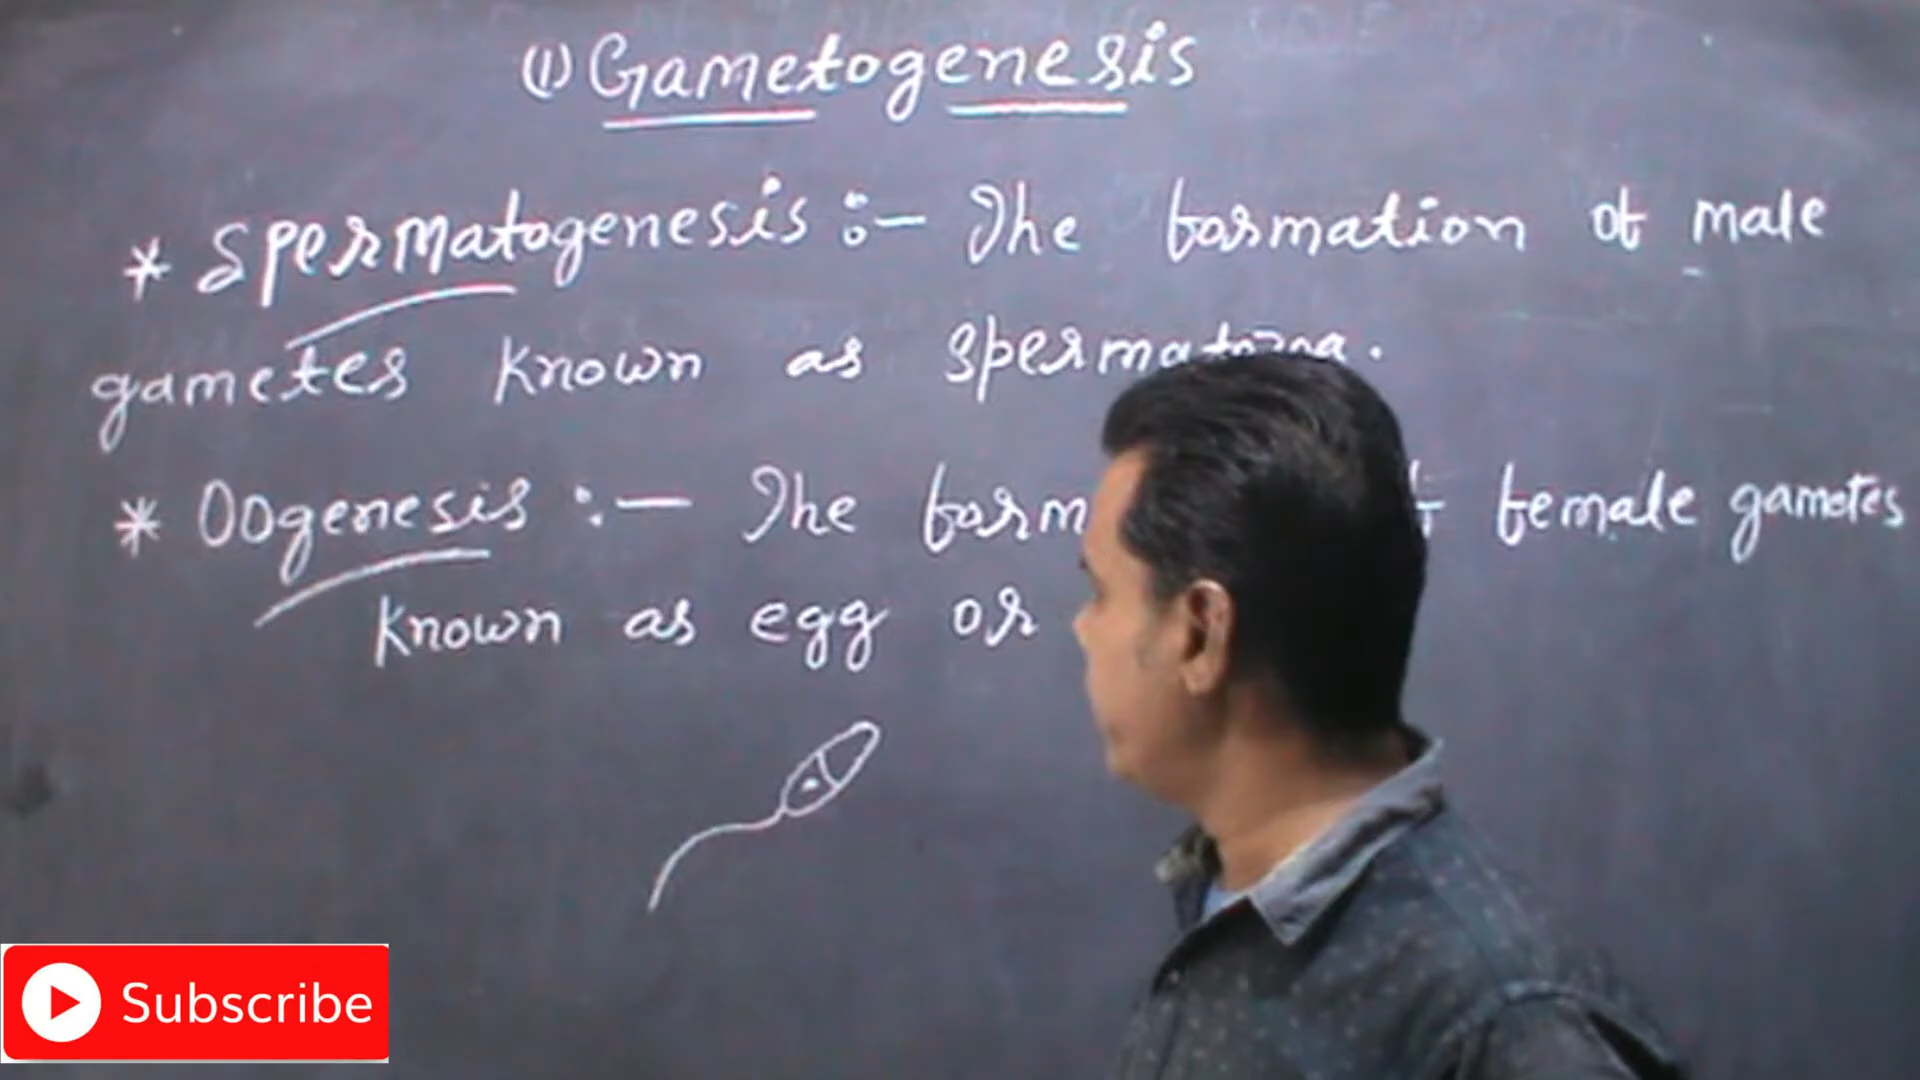 (1) Gametogenesis
* Spermatogenesis :- The formation of male
gametes known as spermatozoa.
* Oogenesis :- The female gametes
known as egg or
Subscribe